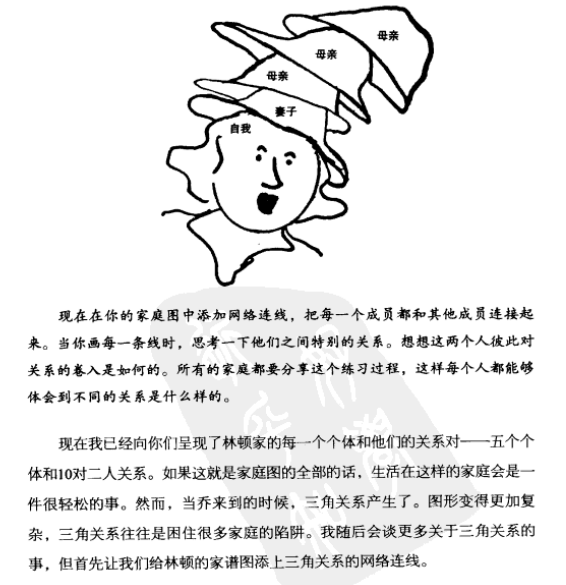 母亲
母亲
母亲
妻子
自我
现在在你的家庭图中添加网络连线，把每一个成员都和其他成员连接起
来。当你画每一条线时，思考一下他们之间特别的关系。想想这两个人彼此对
关系的卷入是如何的。所有的家庭都要分享这个练习过程，这样每个人都能够
体会到不同的关系是什么样的。
现在我已经向你们呈现了林顿家的每一个个体和他们的关系对——五个个
体和10对二人关系。如果这就是家庭图的全部的话，生活在这样的家庭会是一
件很轻松的事。然而，当乔来到的时候，三角关系产生了。图形变得更加复
杂，三角关系往往是困住很多家庭的陷阱。我随后会谈更多关于三角关系的
事，但首先让我们给林顿的家谱图添上三角关系的网络连线。